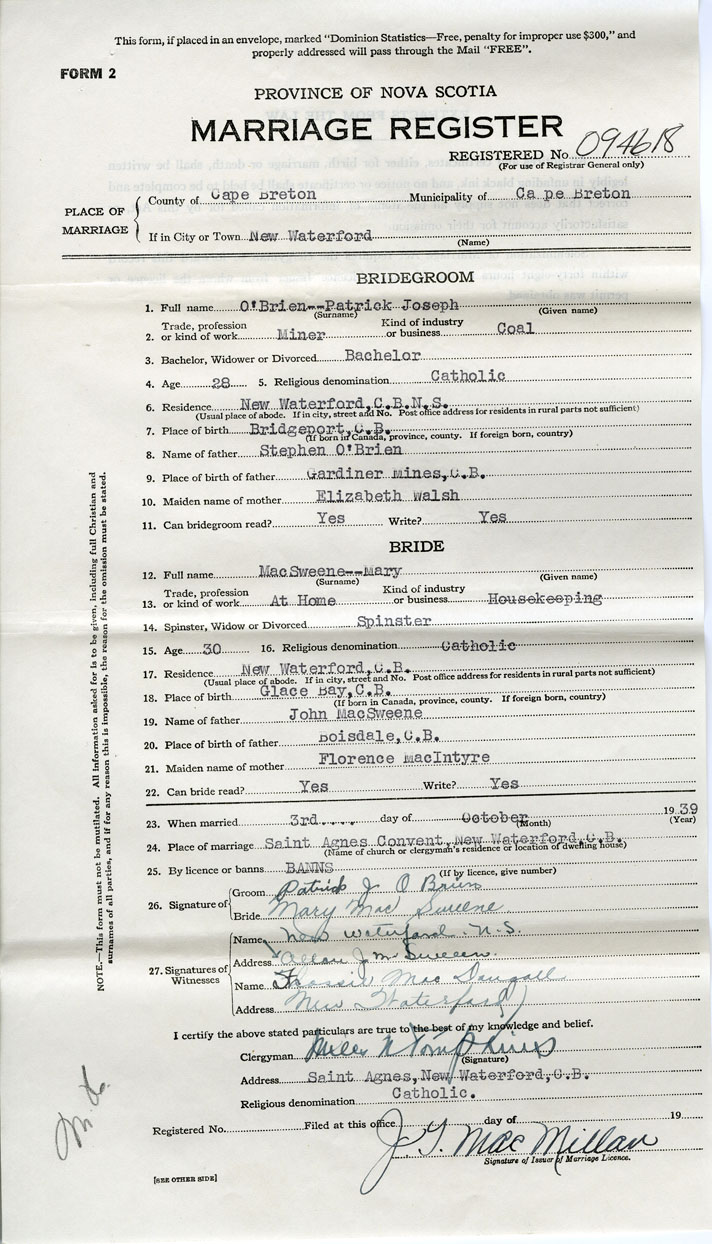 This form, if placed in an envelope, marked "Dominion Statistics—Free, penalty for improper use $300," and
properly addressed will pass through the Mail "FREE".
FORM 2
PROVINCE OF NOVA SCOTIA
MARRIAGE REGISTER
REGISTERED No. 094618
(For use of Registrar General only)
PLACE OF MARRIAGE
County of Cape Breton Municipality of Cape Breton
If in City or Town New Waterford
(Name)
BRIDEGROOM
1. Full name O'Brien--Patrick Joseph
(Surname) (Given name)
2. Trade, profession or kind of work Miner Kind of industry or business Coal
3. Bachelor, Widower or Divorced Bachelor
4. Age 28 5. Religious denomination Catholic
6. Residence New Waterford,C.B.N.S.
(Usual place of abode. If in city, street and No. Post office address for residents in rural parts not sufficient)
7. Place of birth Bridgeport,C.B.
(If born in Canada, province, county. If foreign born, country)
8. Name of father Stephen O'Brien
9. Place of birth of father Gardiner Mines,C.B.
10. Maiden name of mother Elizabeth Walsh
11. Can bridegroom read? Yes Write? Yes
BRIDE
12. Full name MacSweene--Mary
(Surname) (Given name)
13. Trade, profession or kind of work At Home Kind of industry or business Housekeeping
14. Spinster, Widow or Divorced Spinster
15. Age 30 16. Religious denomination Catholic
17. Residence New Waterford,C.B.
(Usual place of abode. If in city, street and No. Post office address for residents in rural parts not sufficient)
18. Place of birth Glace Bay,C.B.
(If born in Canada, province, county. If foreign born, country)
19. Name of father John MacSweene
20. Place of birth of father Boisdale,C.B.
21. Maiden name of mother Florence MacIntyre
22. Can bride read? Yes Write? Yes
23. When married 3rd.... day of October 1939
(Month) (Year)
24. Place of marriage Saint Agnes Convent,New Waterford,C.B.
(Name of church or clergyman's residence or location of dwelling house)
25. By licence or banns BANNS (If by licence, give number)
26. Signature of
Groom Patrick J. O Brien
Bride Mary Mac Sweene
27. Signatures of Witnesses
Name New Waterford. N.S.
Address Allan J.
Name Mac Dougall
Address New Waterford
I certify the above stated particulars are true to the best of my knowledge and belief.
Clergyman Tompkins
(Signature)
Address Saint Agnes,New Waterford,C.B.
Religious denomination Catholic.
Registered No. Filed at this office day of 19
J. T. Mac Millan
Signature of Issuer of Marriage Licence.
[SEE OTHER SIDE]
NOTE.—This form must not be mutilated. All information asked for is to be given, including full Christian and
surnames of all parties, and if for any reason this is impossible, the reason for the omission must be stated.